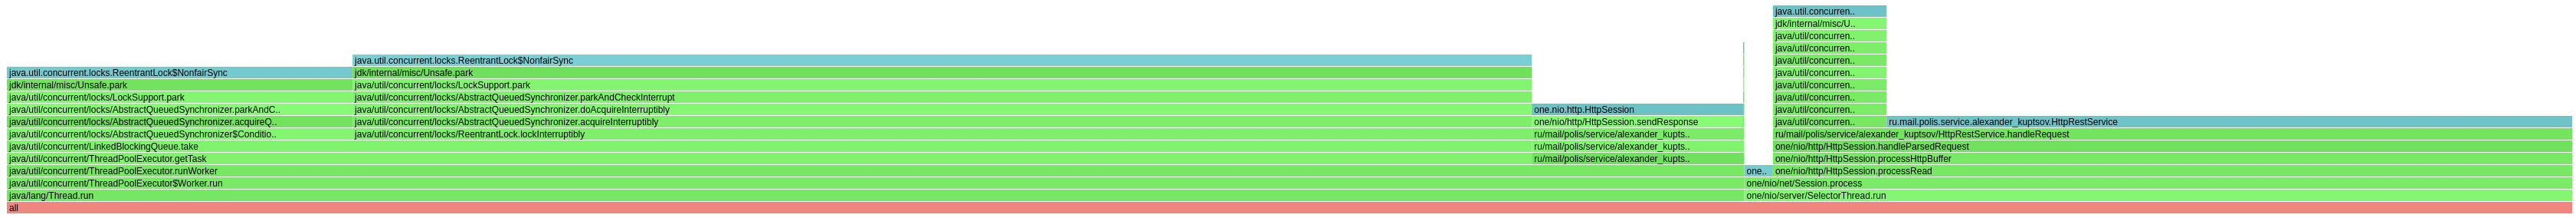 java.util.concurren..
jdk/internal/misc/U..
java/util/concurren..
java/util/concurren..
java.util.concurrent.locks.ReentrantLock$NonfairSync java/util/concurren..
java.util.concurrent.locks.ReentrantLock$NonfairSync jdk/internal/misc/Unsafe.park java/util/concurren..
jdk/internal/misc/Unsafe.park java/util/concurrent/locks/LockSupport.park java/util/concurren..
java/util/concurrent/locks/LockSupport.park java/util/concurrent/locks/AbstractQueuedSynchronizer.parkAndCheckInterrupt java/util/concurren..
java/util/concurrent/locks/AbstractQueuedSynchronizer.parkAndC.. java/util/concurrent/locks/AbstractQueuedSynchronizer.doAcquireInterruptibly one.nio.http.HttpSession java/util/concurren..
java/util/concurrent/locks/AbstractQueuedSynchronizer.acquireQ.. java/util/concurrent/locks/AbstractQueuedSynchronizer.acquireInterruptibly one/nio/http/HttpSession.sendResponse java/util/concurren.. ru.mail.polis.service.alexander_kuptsov.HttpRestService
java/util/concurrent/locks/AbstractQueuedSynchronizer$Conditio.. java/util/concurrent/locks/ReentrantLock.lockInterruptibly ru/mail/polis/service/alexander_kupts.. ru/mail/polis/service/alexander_kuptsov/HttpRestService.handleRequest
java/util/concurrent/LinkedBlockingQueue.take ru/mail/polis/service/alexander_kupts.. one/nio/http/HttpSession.handleParsedRequest
java/util/concurrent/ThreadPoolExecutor.getTask ru/mail/polis/service/alexander_kupts.. one/nio/http/HttpSession.processHttpBuffer
java/util/concurrent/ThreadPoolExecutor.runWorker one.. one/nio/http/HttpSession.processRead
java/util/concurrent/ThreadPoolExecutor$Worker.run one/nio/net/Session.process
java/lang/Thread.run one/nio/server/SelectorThread.run
all